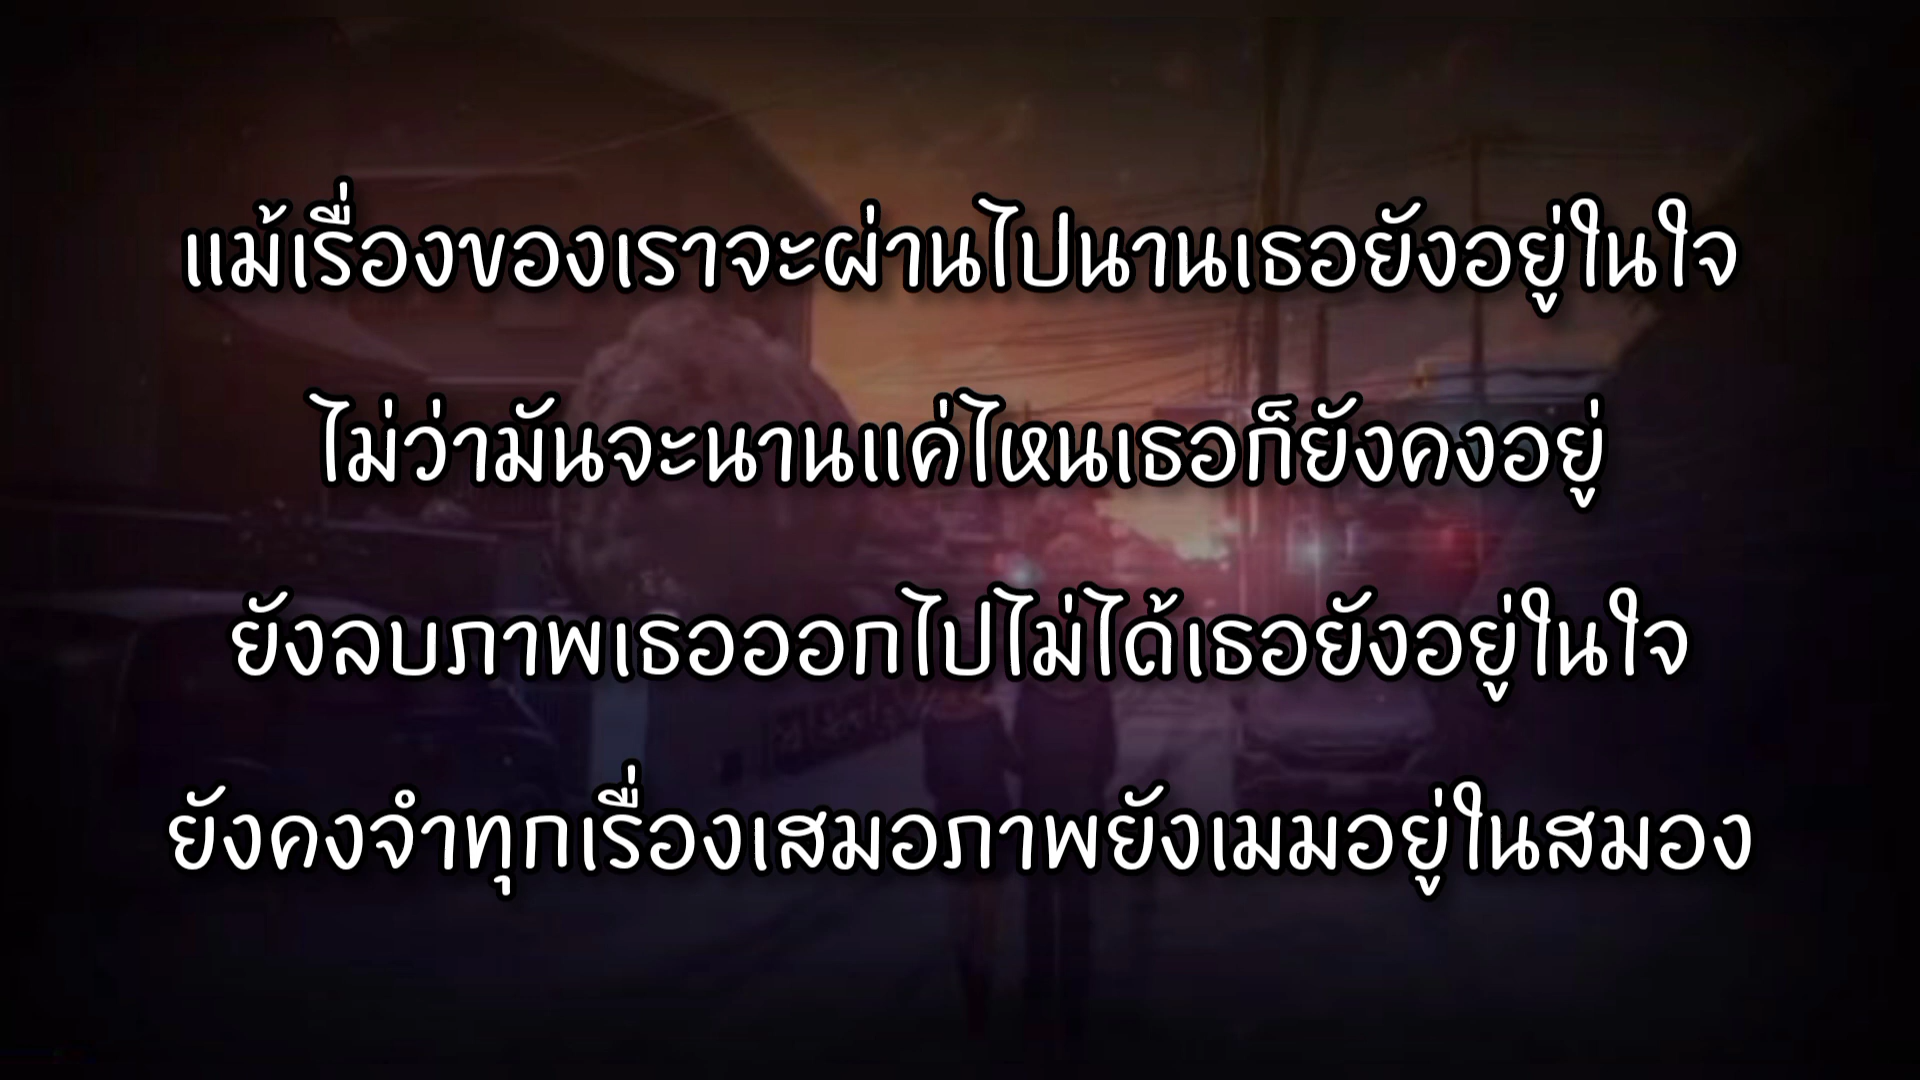 แม้เรื่องของเราจะผ่านไปนานเธอยังอยู่ในใจ
ไม่ว่ามันจะนานแค่ไหนเธอก็ยังคงอยู่
ยังลบภาพเธอออกไปไม่ได้เธอยังอยู่ในใจ
ยังคงจำทุกเรื่องเสมอภาพยังเมมอยู่ในสมอง